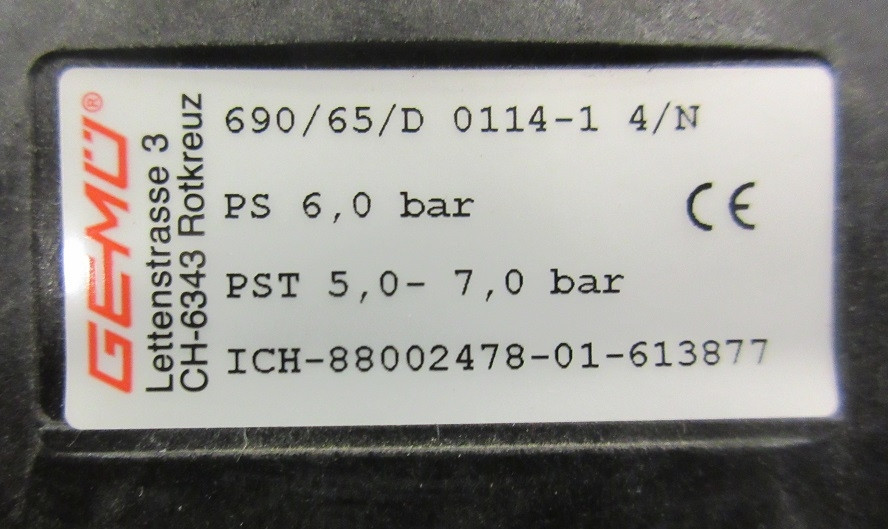 GEMÜ®
Lettenstrasse 3
CH-6343 Rotkreuz
690/65/D 0114-1 4/N
PS 6,0 bar
CE
PST 5,0- 7,0 bar
ICH-88002478-01-613877